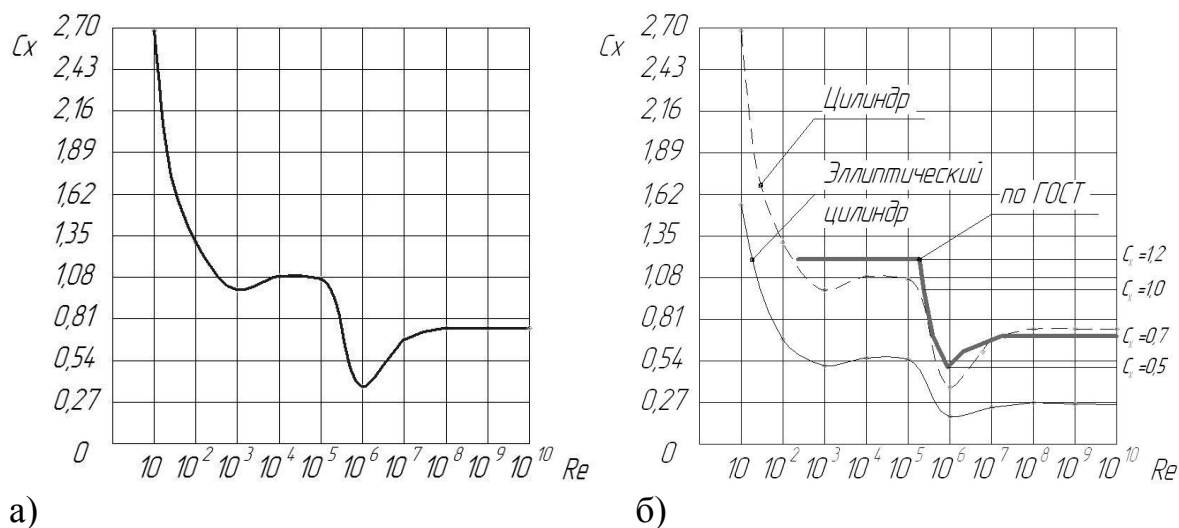 Cx
2,70
2,43
2,16
1,89
1,62
1,35
1,08
0,81
0,54
0,27
0
10 10² 10³ 10⁴ 10⁵ 10⁶ 10⁷ 10⁸ 10⁹ 10¹⁰
Re
а)
Cx
2,70
2,43
2,16
1,89
1,62
1,35
1,08
0,81
0,54
0,27
0
Цилиндр
Эллиптический
цилиндр
по ГОСТ
Cₓ=1,2
Cₓ=1,0
Cₓ=0,7
Cₓ=0,5
10 10² 10³ 10⁴ 10⁵ 10⁶ 10⁷ 10⁸ 10⁹ 10¹⁰
Re
б)